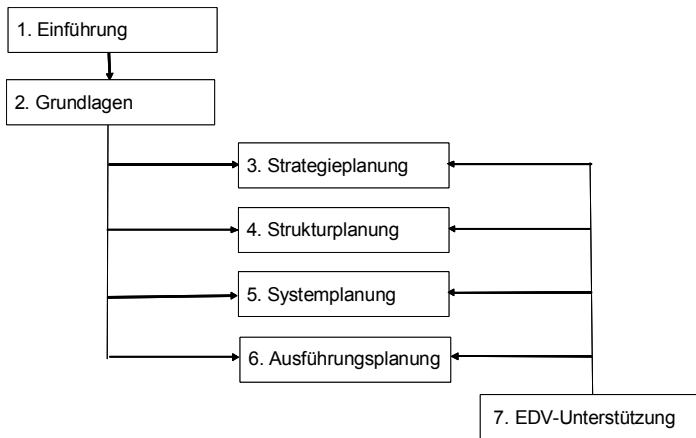 1. Einführung
2. Grundlagen
3. Strategieplanung
4. Strukturplanung
5. Systemplanung
6. Ausführungsplanung
7. EDV-Unterstützung